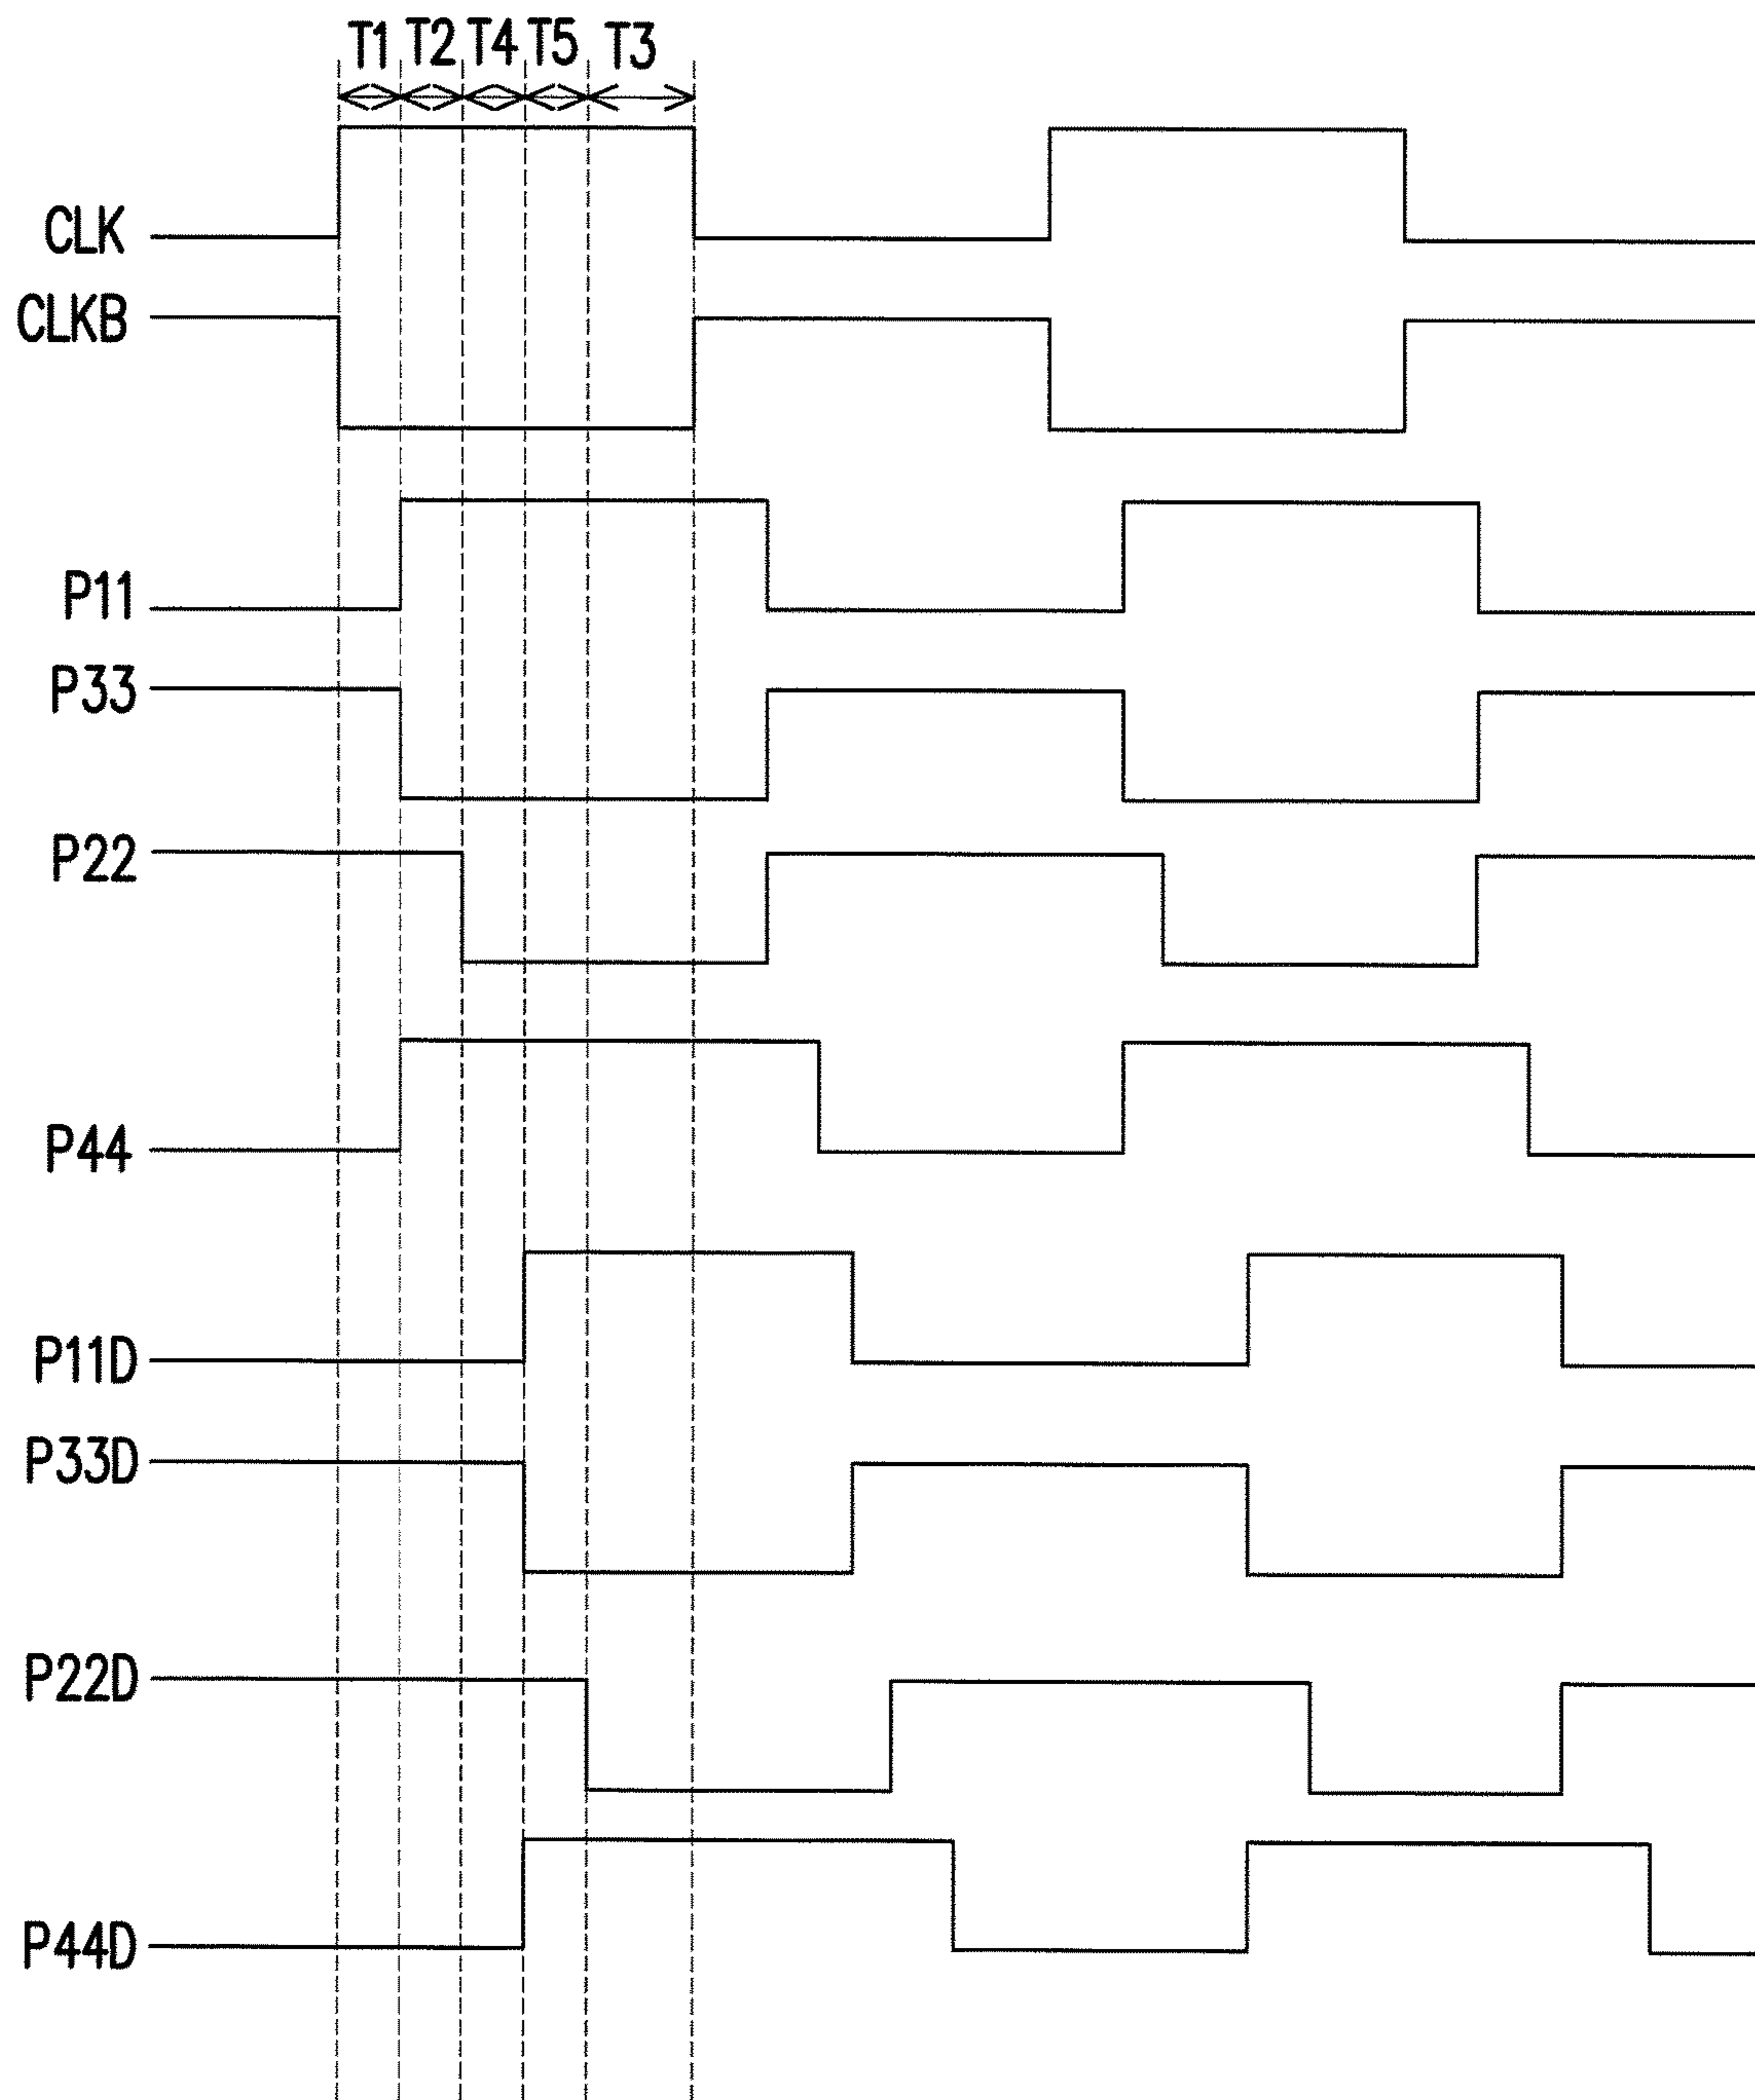 T1 T2 T4 T5 T3
CLK
CLKB
P11
P33
P22
P44
P11D
P33D
P22D
P44D